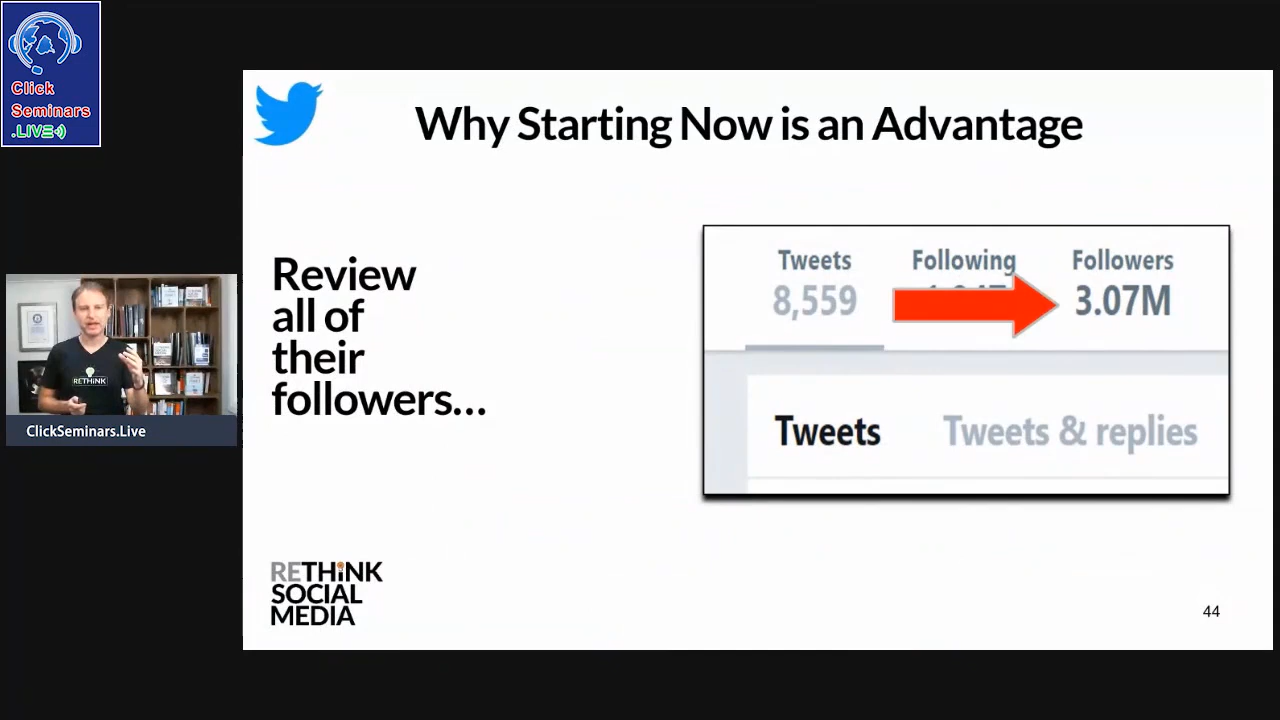 Click
Seminars
.LIVE
Why Starting Now is an Advantage
Review
all of
their
followers...
Tweets
8,559
Following
Followers
3.07M
Tweets
Tweets & replies
RETHINK
ClickSeminars.Live
RETHINK
SOCIAL
MEDIA
44